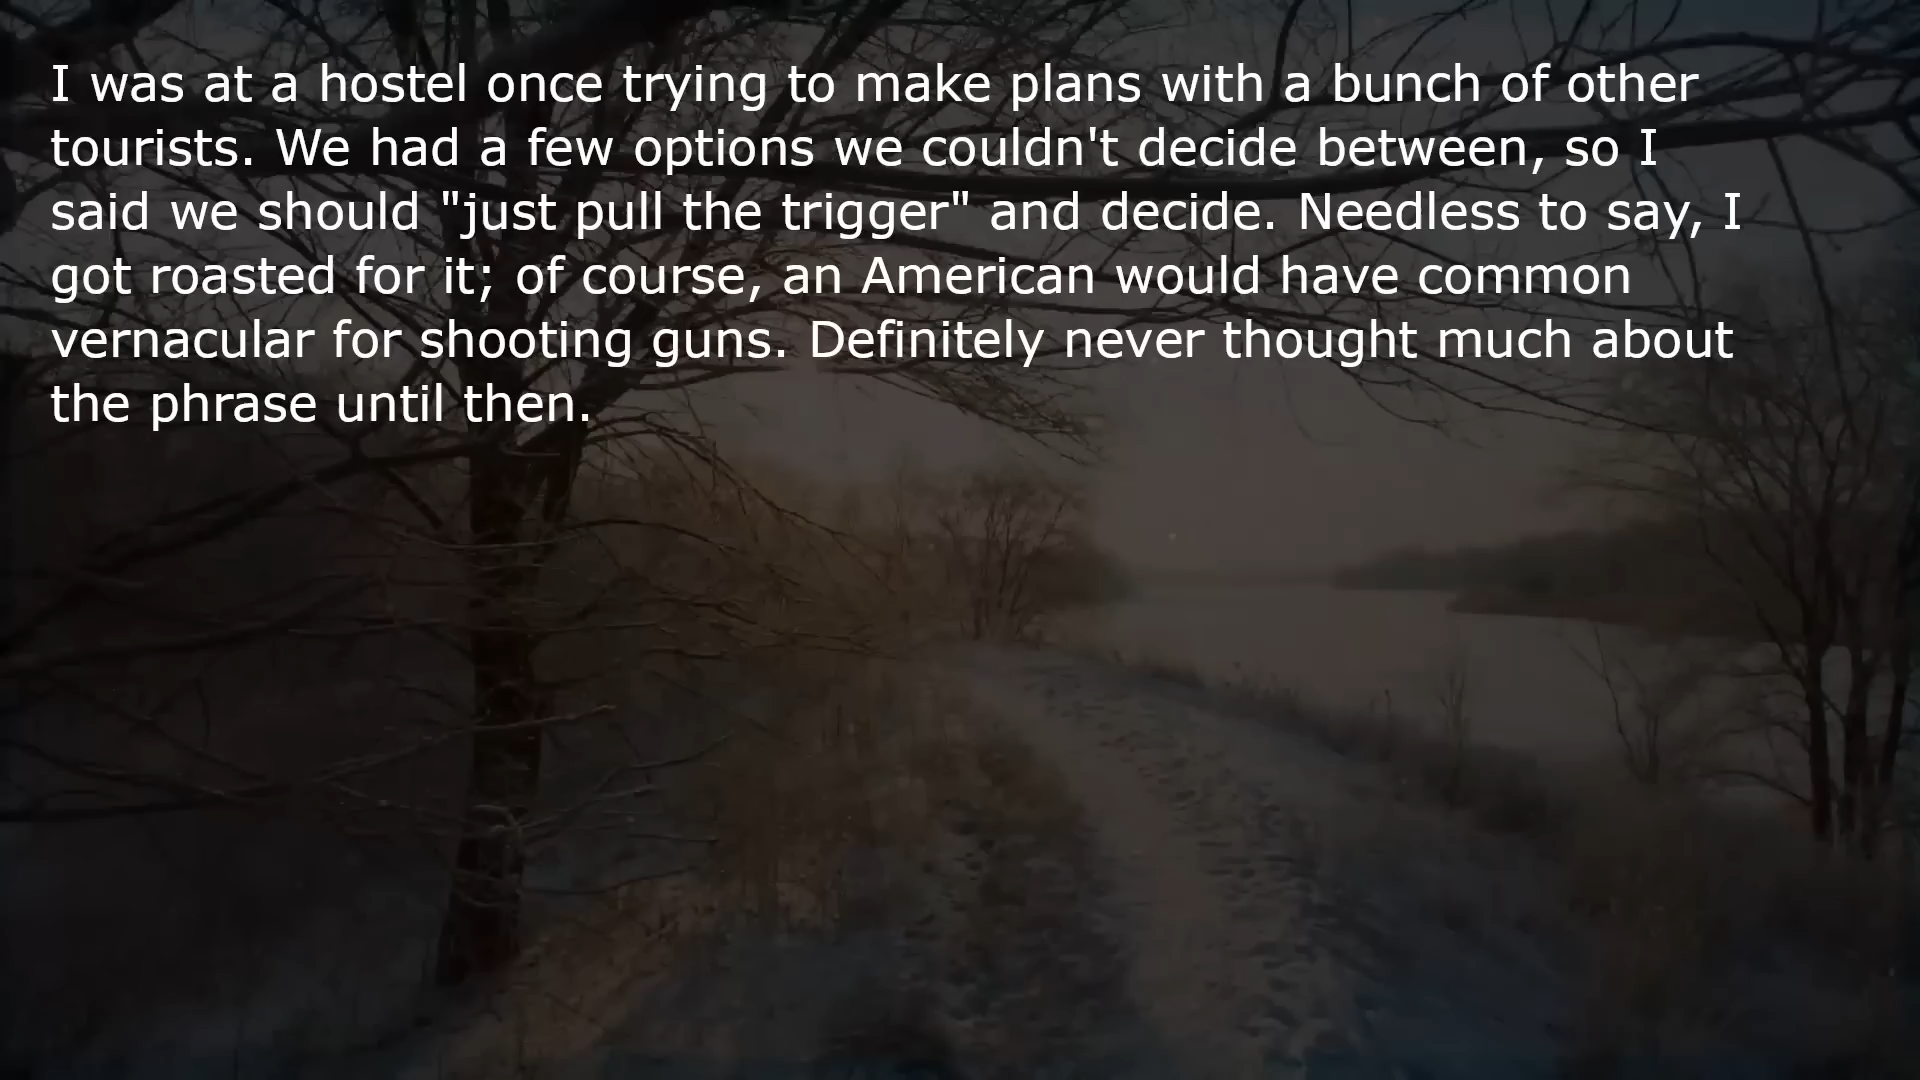 I was at a hostel once trying to make plans with a bunch of other
tourists. We had a few options we couldn't decide between, so I
said we should "just pull the trigger" and decide. Needless to say, I
got roasted for it; of course, an American would have common
vernacular for shooting guns. Definitely never thought much about
the phrase until then.